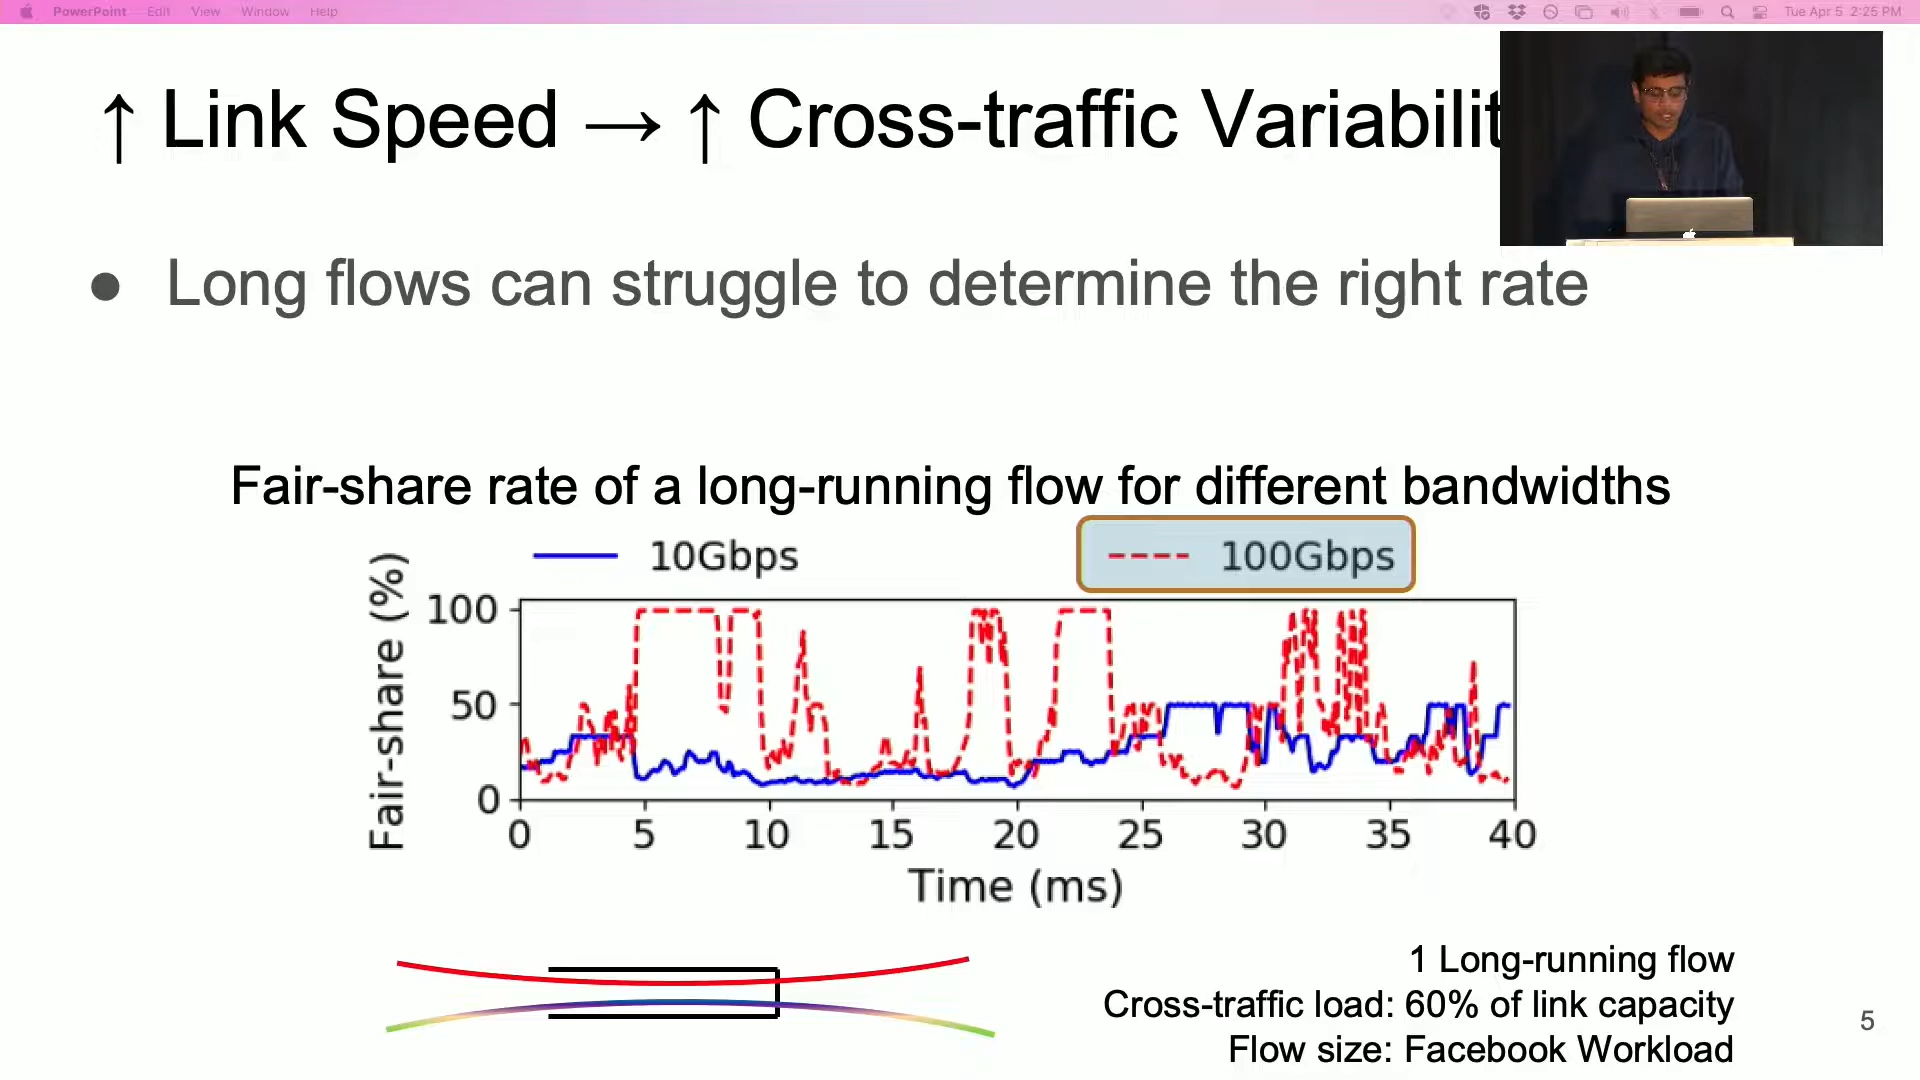 PowerPoint Edit View Window Help Tue Apr 5 2:25 PM
↑ Link Speed → ↑ Cross-traffic Variabilit
● Long flows can struggle to determine the right rate
Fair-share rate of a long-running flow for different bandwidths
10Gbps 100Gbps
Fair-share (%)
100
50
0
0 5 10 15 20 25 30 35 40
Time (ms)
1 Long-running flow
Cross-traffic load: 60% of link capacity
Flow size: Facebook Workload
5